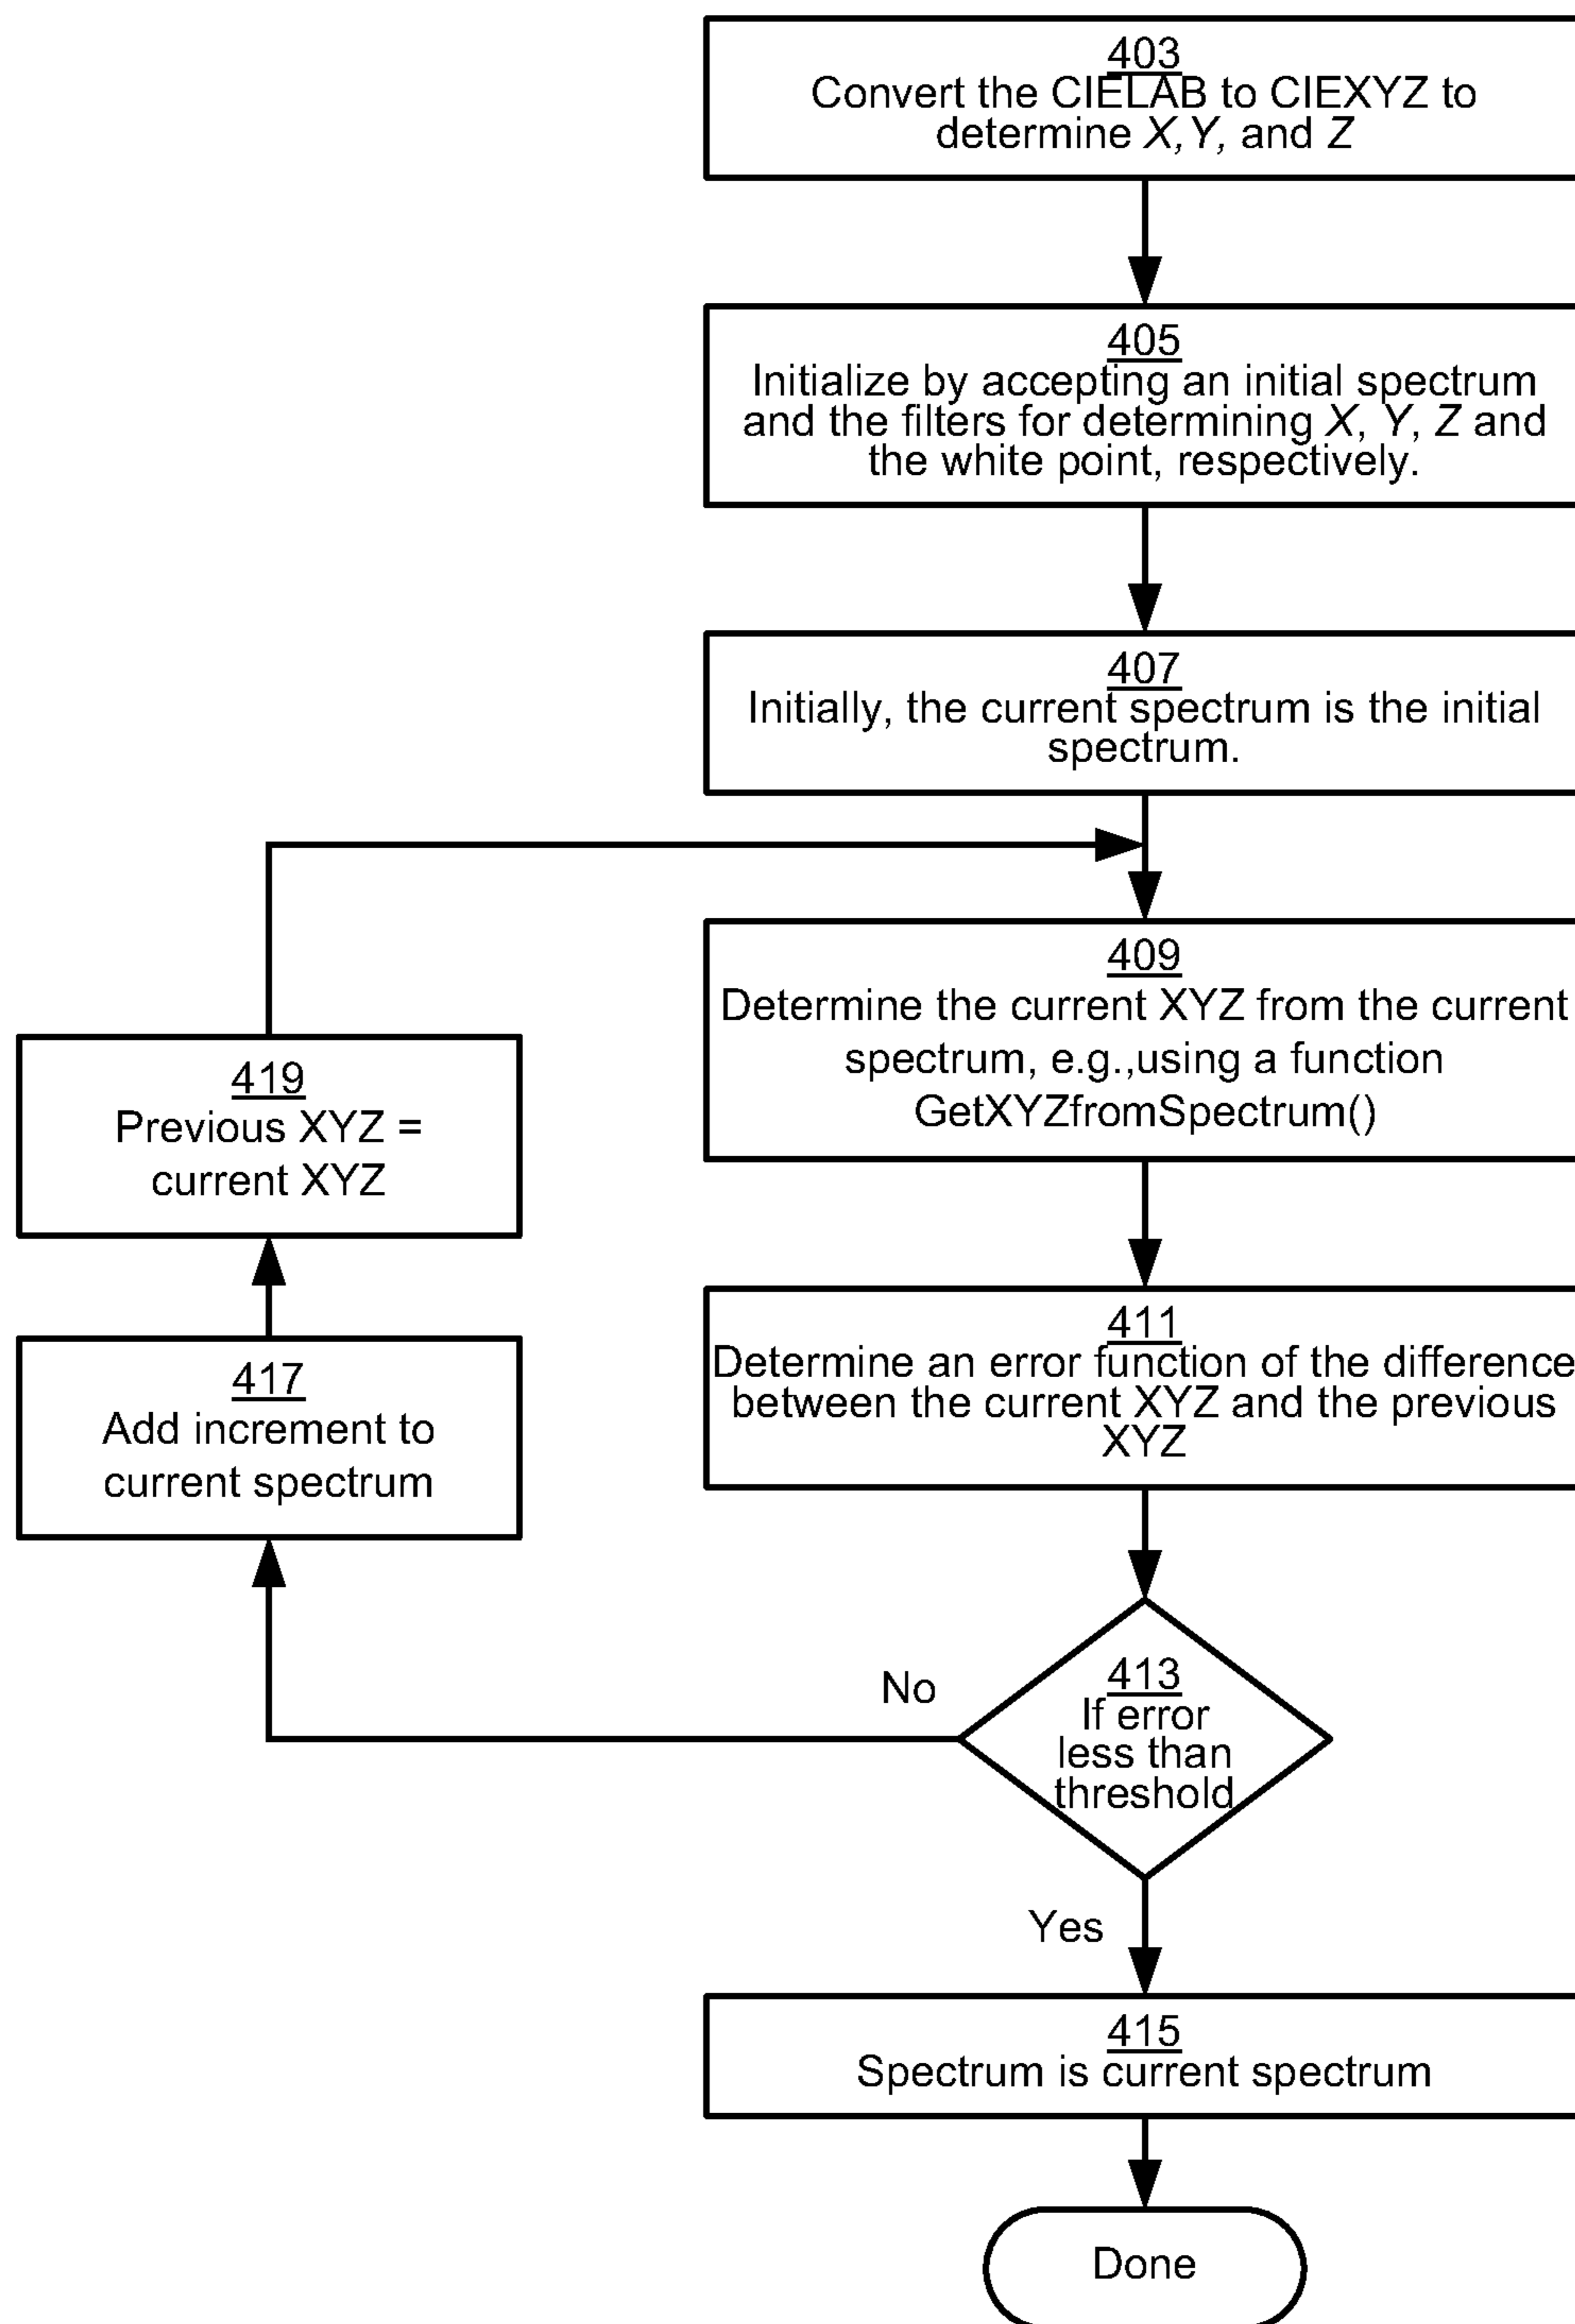 403
Convert the CIELAB to CIEXYZ to
determine X, Y, and Z
405
Initialize by accepting an initial spectrum
and the filters for determining X, Y, Z and
the white point, respectively.
407
Initially, the current spectrum is the initial
spectrum.
409
Determine the current XYZ from the current
spectrum, e.g.,using a function
GetXYZfromSpectrum()
419
Previous XYZ =
current XYZ
411
Determine an error function of the difference
between the current XYZ and the previous
XYZ
417
Add increment to
current spectrum
No
413
If error
less than
threshold
Yes
415
Spectrum is current spectrum
Done